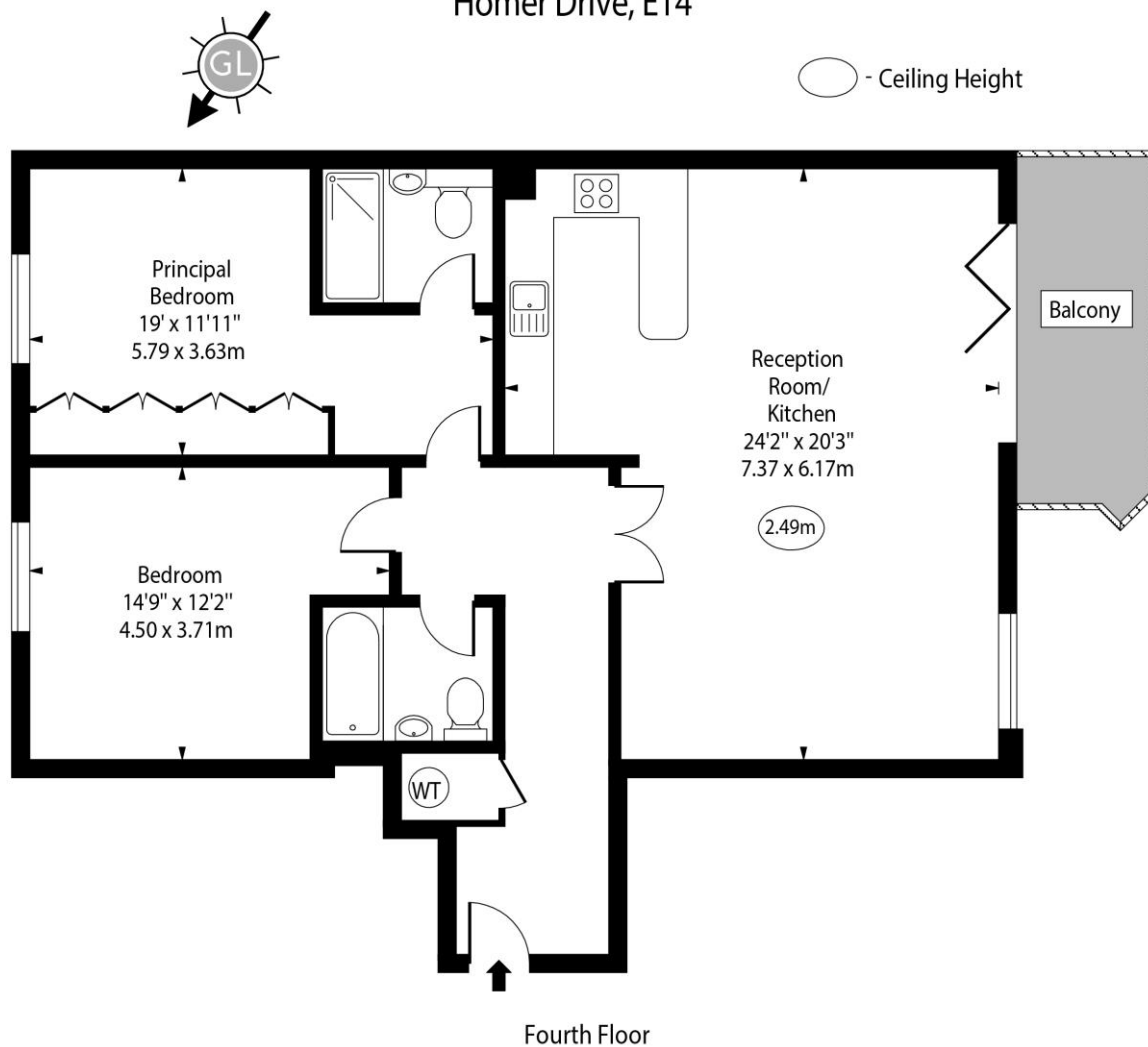 Homer Drive, E14
GL
- Ceiling Height
Principal
Bedroom
19' x 11'11"
5.79 x 3.63m
Balcony
Reception
Room/
Kitchen
24'2" x 20'3"
7.37 x 6.17m
2.49m
Bedroom
14'9" x 12'2"
4.50 x 3.71m
WT
Fourth Floor